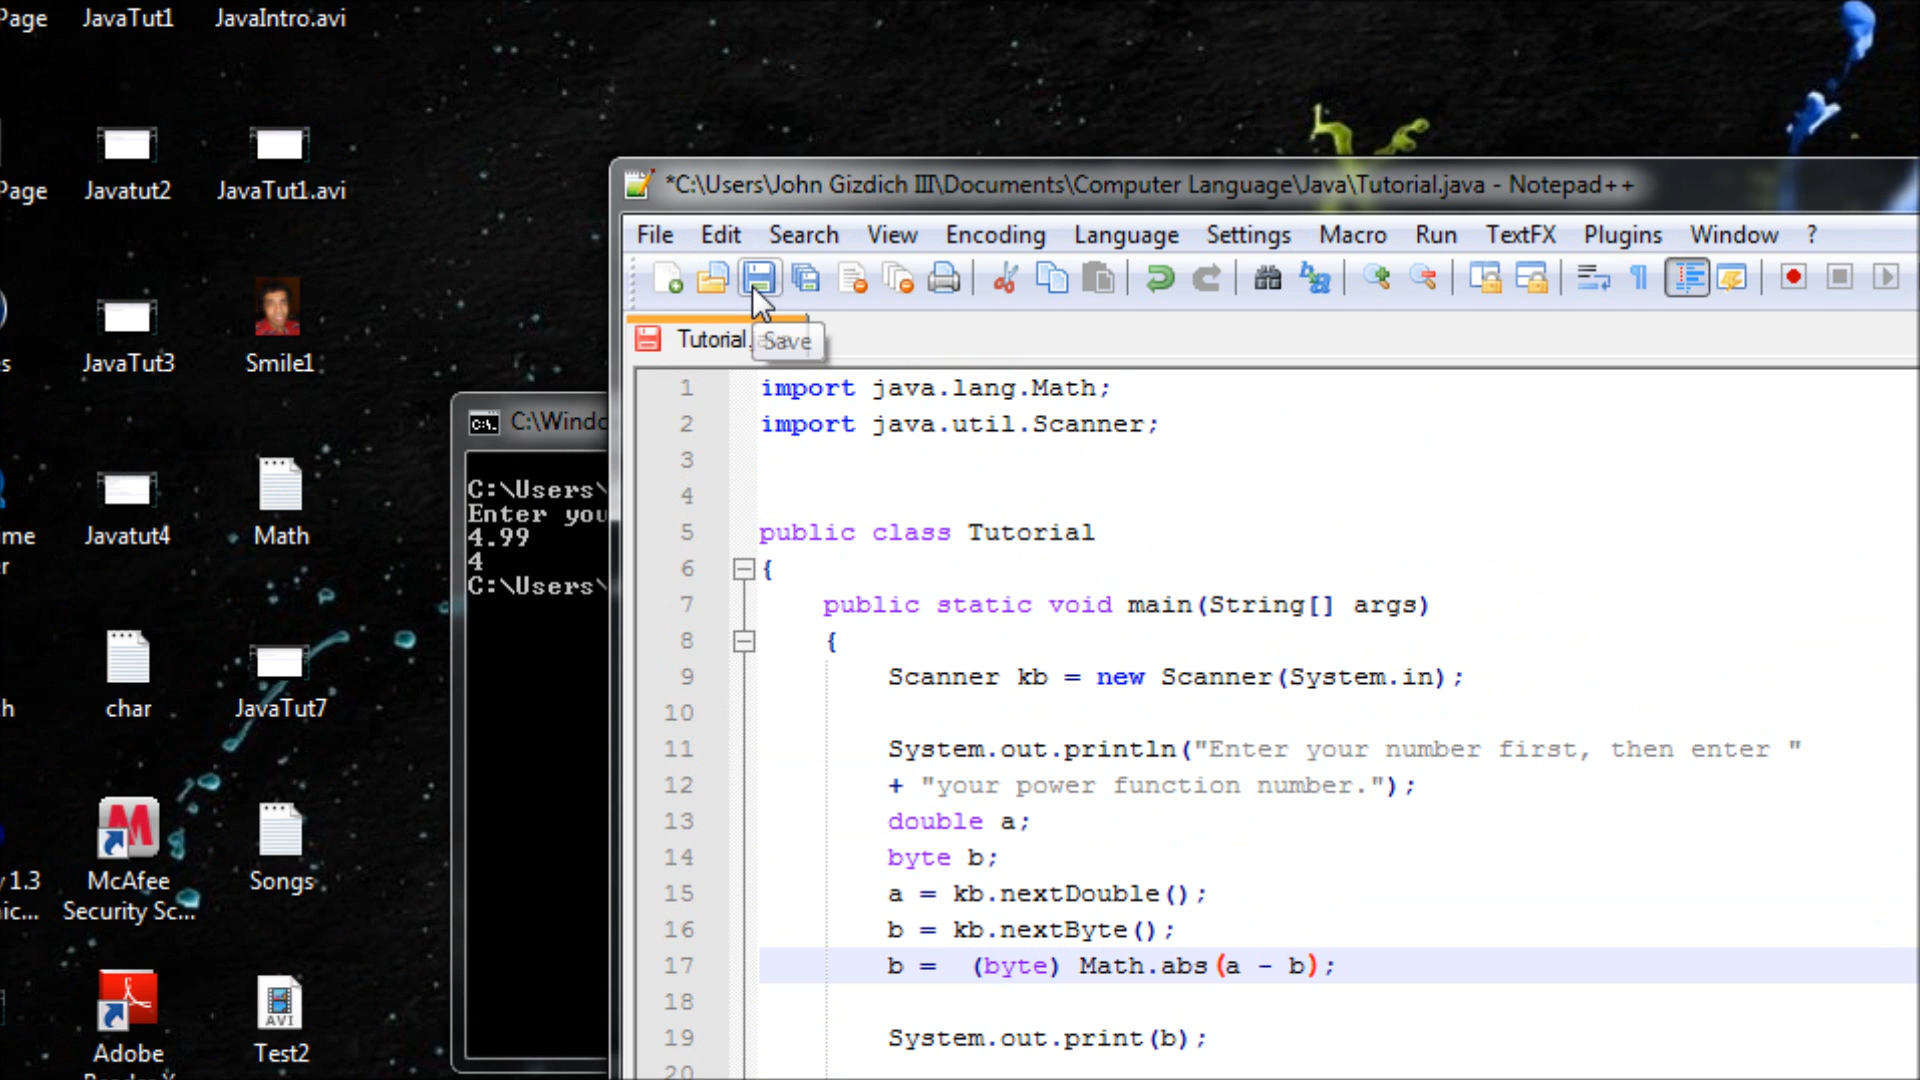 Page
JavaTut1
JavaIntro.avi
Page
Javatut2
JavaTut1.avi
JavaTut3
Smile1
Javatut4
Math
char
JavaTut7
1.3
McAfee
Security Sc...
Songs
Adobe
Test2
AVI
C:\Windo
C:\Users\
Enter you
4.99
4
C:\Users\
*C:\Users\John Gizdich III\Documents\Computer Language\Java\Tutorial.java - Notepad++
File Edit Search View Encoding Language Settings Macro Run TextFX Plugins Window ?
Tutorial
Save
1 import java.lang.Math;
2 import java.util.Scanner;
3
4
5 public class Tutorial
6 {
7 public static void main(String[] args)
8 {
9 Scanner kb = new Scanner(System.in);
10
11 System.out.println("Enter your number first, then enter "
12 + "your power function number.");
13 double a;
14 byte b;
15 a = kb.nextDouble();
16 b = kb.nextByte();
17 b =  (byte) Math.abs(a - b);
18
19 System.out.print(b);
20